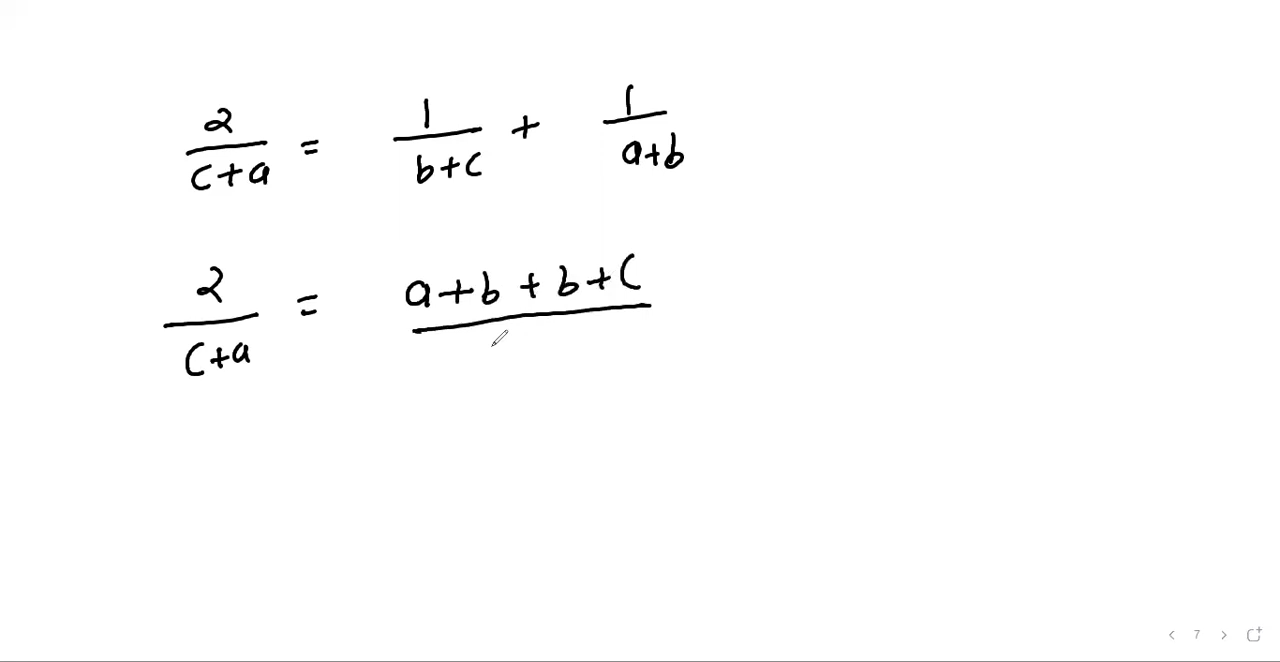 2/(c+a) = 1/(b+c) + 1/(a+b)
2/(c+a) = (a+b+b+c)/
7